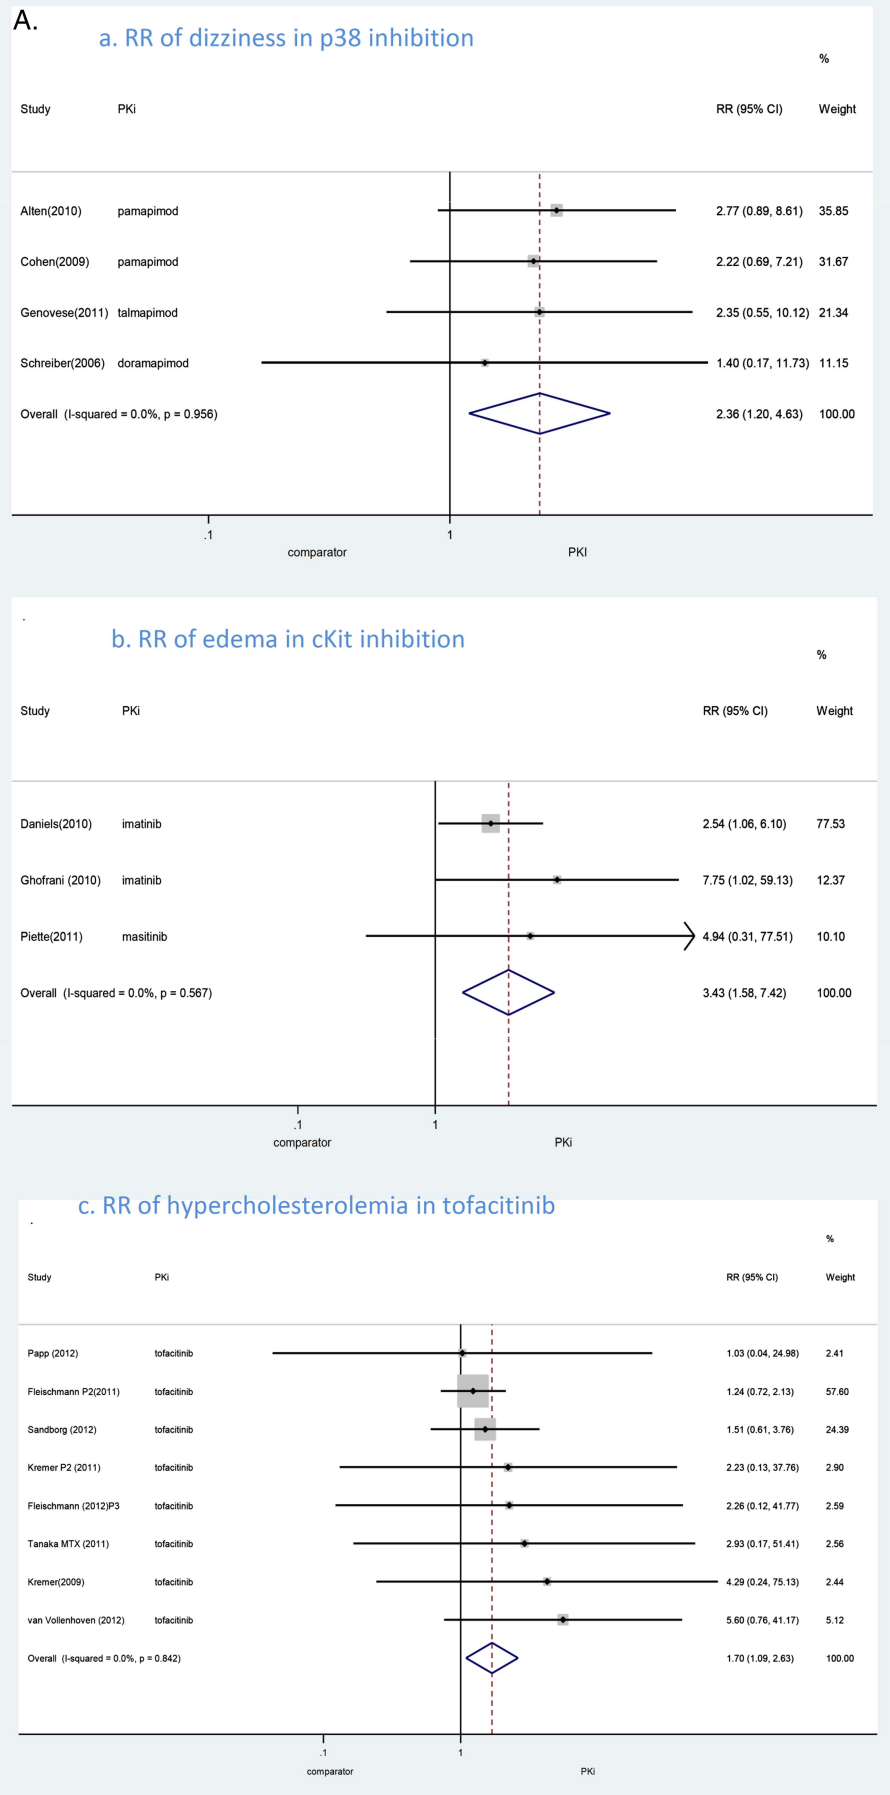 A.
a. RR of dizziness in p38 inhibition
%
Study PKi RR (95% CI) Weight
Alten(2010) pamapimod 2.77 (0.89, 8.61) 35.85
Cohen(2009) pamapimod 2.22 (0.69, 7.21) 31.67
Genovese(2011) talmapimod 2.35 (0.55, 10.12) 21.34
Schreiber(2006) doramapimod 1.40 (0.17, 11.73) 11.15
Overall (I-squared = 0.0%, p = 0.956) 2.36 (1.20, 4.63) 100.00
.1 1
comparator PKI
.
b. RR of edema in cKit inhibition
%
Study PKi RR (95% CI) Weight
Daniels(2010) imatinib 2.54 (1.06, 6.10) 77.53
Ghofrani (2010) imatinib 7.75 (1.02, 59.13) 12.37
Piette(2011) masitinib 4.94 (0.31, 77.51) 10.10
Overall (I-squared = 0.0%, p = 0.567) 3.43 (1.58, 7.42) 100.00
.1 1
comparator PKi
c. RR of hypercholesterolemia in tofacitinib
.
%
Study PKi RR (95% CI) Weight
Papp (2012) tofacitinib 1.03 (0.04, 24.98) 2.41
Fleischmann P2(2011) tofacitinib 1.24 (0.72, 2.13) 57.60
Sandborg (2012) tofacitinib 1.51 (0.61, 3.76) 24.39
Kremer P2 (2011) tofacitinib 2.23 (0.13, 37.76) 2.90
Fleischmann (2012)P3 tofacitinib 2.26 (0.12, 41.77) 2.59
Tanaka MTX (2011) tofacitinib 2.93 (0.17, 51.41) 2.56
Kremer(2009) tofacitinib 4.29 (0.24, 75.13) 2.44
van Vollenhoven (2012) tofacitinib 5.60 (0.76, 41.17) 5.12
Overall (I-squared = 0.0%, p = 0.842) 1.70 (1.09, 2.63) 100.00
.1 1
comparator PKi